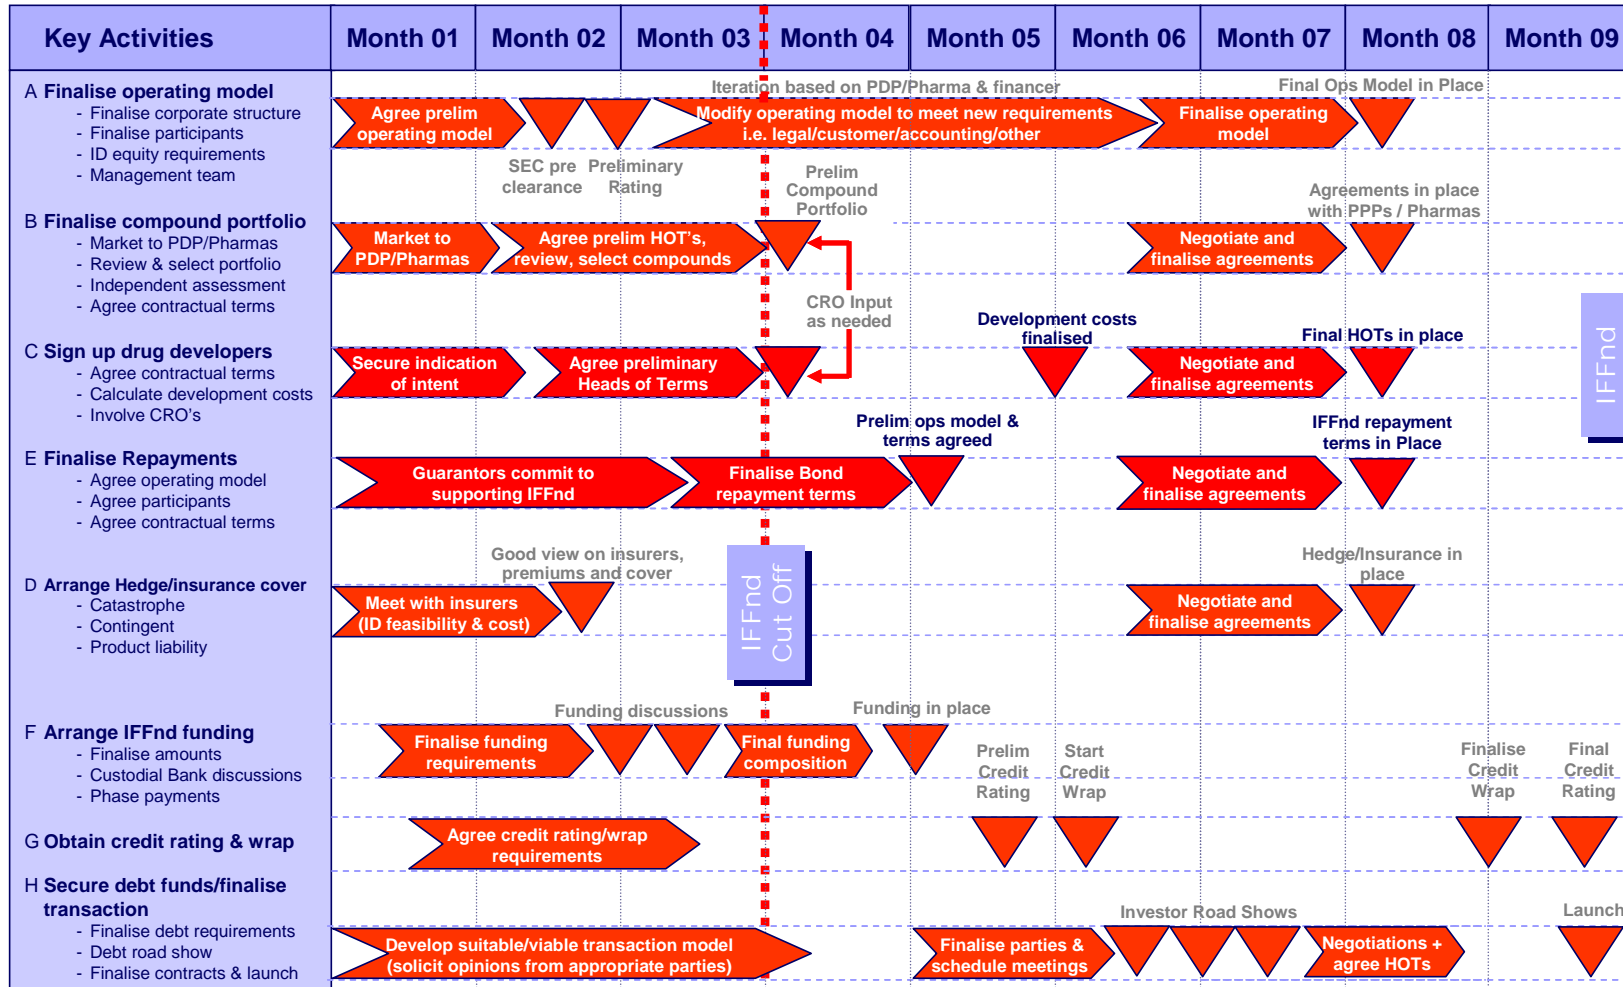 Key Activities
Month 01
Month 02
Month 03
Month 04
Month 05
Month 06
Month 07
Month 08
Month 09
A Finalise operating model
- Finalise corporate structure
- Finalise participants
- ID equity requirements
- Management team
Agree prelim
operating model
SEC pre
clearance
Preliminary
Rating
Iteration based on PDP/Pharma & financer
Modify operating model to meet new requirements
i.e. legal/customer/accounting/other
Finalise operating
model
Final Ops Model in Place
B Finalise compound portfolio
- Market to PDP/Pharmas
- Review & select portfolio
- Independent assessment
- Agree contractual terms
Market to
PDP/Pharmas
Agree prelim HOT's,
review, select compounds
Prelim
Compound
Portfolio
CRO Input
as needed
Negotiate and
finalise agreements
Agreements in place
with PPPs / Pharmas
C Sign up drug developers
- Agree contractual terms
- Calculate development costs
- Involve CRO's
Secure indication
of intent
Agree preliminary
Heads of Terms
Development costs
finalised
Negotiate and
finalise agreements
Final HOTs in place
IFFnd
E Finalise Repayments
- Agree operating model
- Agree participants
- Agree contractual terms
Guarantors commit to
supporting IFFnd
Finalise Bond
repayment terms
Prelim ops model &
terms agreed
Negotiate and
finalise agreements
IFFnd repayment
terms in Place
D Arrange Hedge/insurance cover
- Catastrophe
- Contingent
- Product liability
Meet with insurers
(ID feasibility & cost)
Good view on insurers,
premiums and cover
IFFnd
Cut Off
Negotiate and
finalise agreements
Hedge/Insurance in
place
F Arrange IFFnd funding
- Finalise amounts
- Custodial Bank discussions
- Phase payments
Finalise funding
requirements
Funding discussions
Final funding
composition
Funding in place
G Obtain credit rating & wrap
Agree credit rating/wrap
requirements
Prelim
Credit
Rating
Start
Credit
Wrap
Finalise
Credit
Wrap
Final
Credit
Rating
H Secure debt funds/finalise
transaction
- Finalise debt requirements
- Debt road show
- Finalise contracts & launch
Develop suitable/viable transaction model
(solicit opinions from appropriate parties)
Finalise parties &
schedule meetings
Investor Road Shows
Negotiations +
agree HOTs
Launch